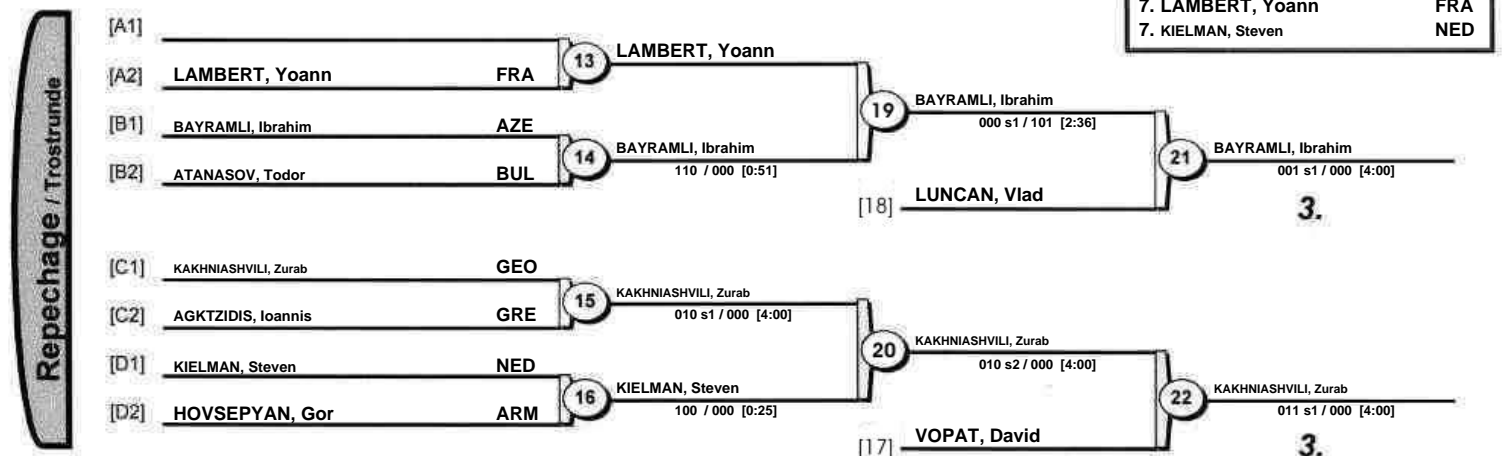 7. LAMBERT, Yoann FRA
7. KIELMAN, Steven NED
Repechage / Trostrunde
[A1]
[A2] LAMBERT, Yoann FRA
13 LAMBERT, Yoann
[B1] BAYRAMLI, Ibrahim AZE
[B2] ATANASOV, Todor BUL
14 BAYRAMLI, Ibrahim
110 / 000 [0:51]
19 BAYRAMLI, Ibrahim
000 s1 / 101 [2:36]
[18] LUNCAN, Vlad
21 BAYRAMLI, Ibrahim
001 s1 / 000 [4:00]
3.
[C1] KAKHNIASHVILI, Zurab GEO
[C2] AGKTZIDIS, Ioannis GRE
15 KAKHNIASHVILI, Zurab
010 s1 / 000 [4:00]
[D1] KIELMAN, Steven NED
[D2] HOVSEPYAN, Gor ARM
16 KIELMAN, Steven
100 / 000 [0:25]
20 KAKHNIASHVILI, Zurab
010 s2 / 000 [4:00]
[17] VOPAT, David
22 KAKHNIASHVILI, Zurab
011 s1 / 000 [4:00]
3.